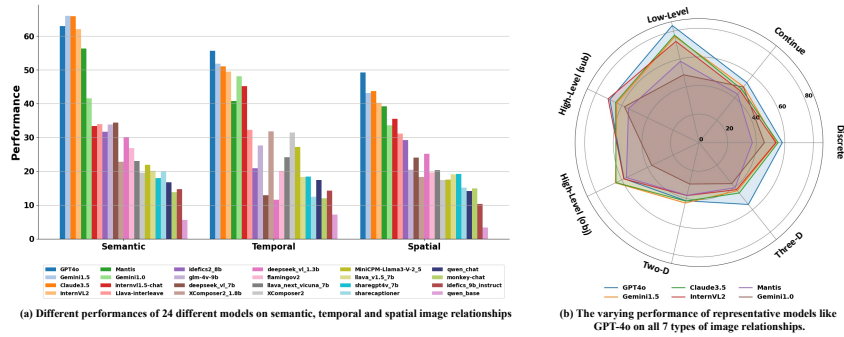 (a)
Performance
60
50
40
30
20
10
0
Semantic
Temporal
Spatial
GPT4o
Gemini1.5
Claude3.5
InternVL2
Mantis
Gemini1.0
internvl1.5-chat
Llava-interleave
idefics2_8b
glm-4v-9b
deepseek_vl_7b
XComposer2_1.8b
deepseek_vl_1.3b
flamingov2
llava_next_vicuna_7b
XComposer2
MiniCPM-Llama3-V-2_5
llava_v1.5_7b
sharegpt4v_7b
sharecaptioner
qwen_chat
monkey-chat
idefics_9b_instruct
qwen_base
(a) Different performances of 24 different models on semantic, temporal and spatial image relationships
(b)
Low-Level
Continue
Discrete
Three-D
Two-D
High-Level (obj)
High-Level (sub)
0
20
40
60
80
GPT4o
Gemini1.5
Claude3.5
InternVL2
Mantis
Gemini1.0
(b) The varying performance of representative models like
GPT-4o on all 7 types of image relationships.